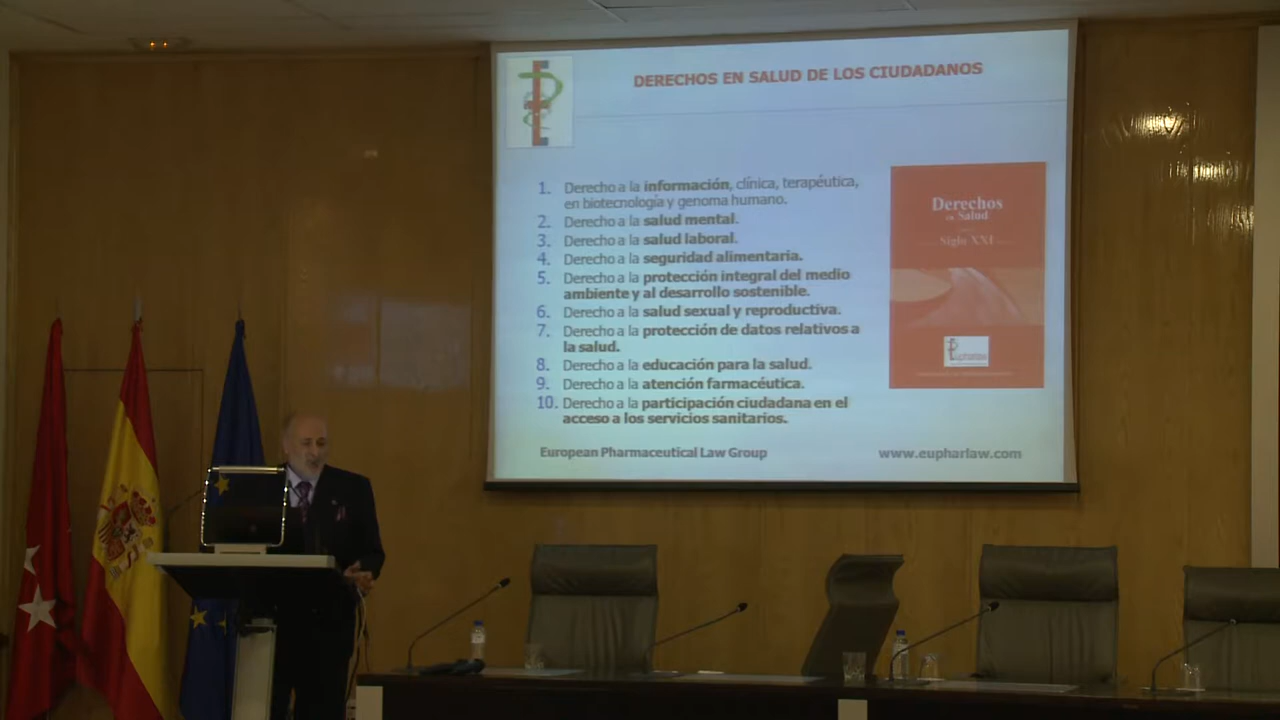 DERECHOS EN SALUD DE LOS CIUDADANOS
1. Derecho a la información, clínica, terapéutica,
en biotecnología y genoma humano.
2. Derecho a la salud mental.
3. Derecho a la salud laboral.
4. Derecho a la seguridad alimentaria.
5. Derecho a la protección integral del medio
ambiente y al desarrollo sostenible.
6. Derecho a la salud sexual y reproductiva.
7. Derecho a la protección de datos relativos a
la salud.
8. Derecho a la educación para la salud.
9. Derecho a la atención farmacéutica.
10. Derecho a la participación ciudadana en el
acceso a los servicios sanitarios.
Derechos
en Salud
Siglo XXI
Eupharlaw
European Pharmaceutical Law Group
www.eupharlaw.com